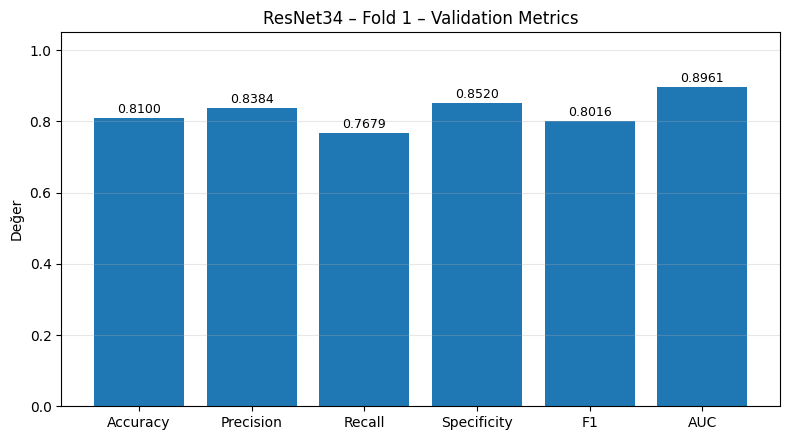 ResNet34 – Fold 1 – Validation Metrics
Değer
1.0
0.8
0.6
0.4
0.2
0.0
0.8100
0.8384
0.7679
0.8520
0.8016
0.8961
Accuracy
Precision
Recall
Specificity
F1
AUC